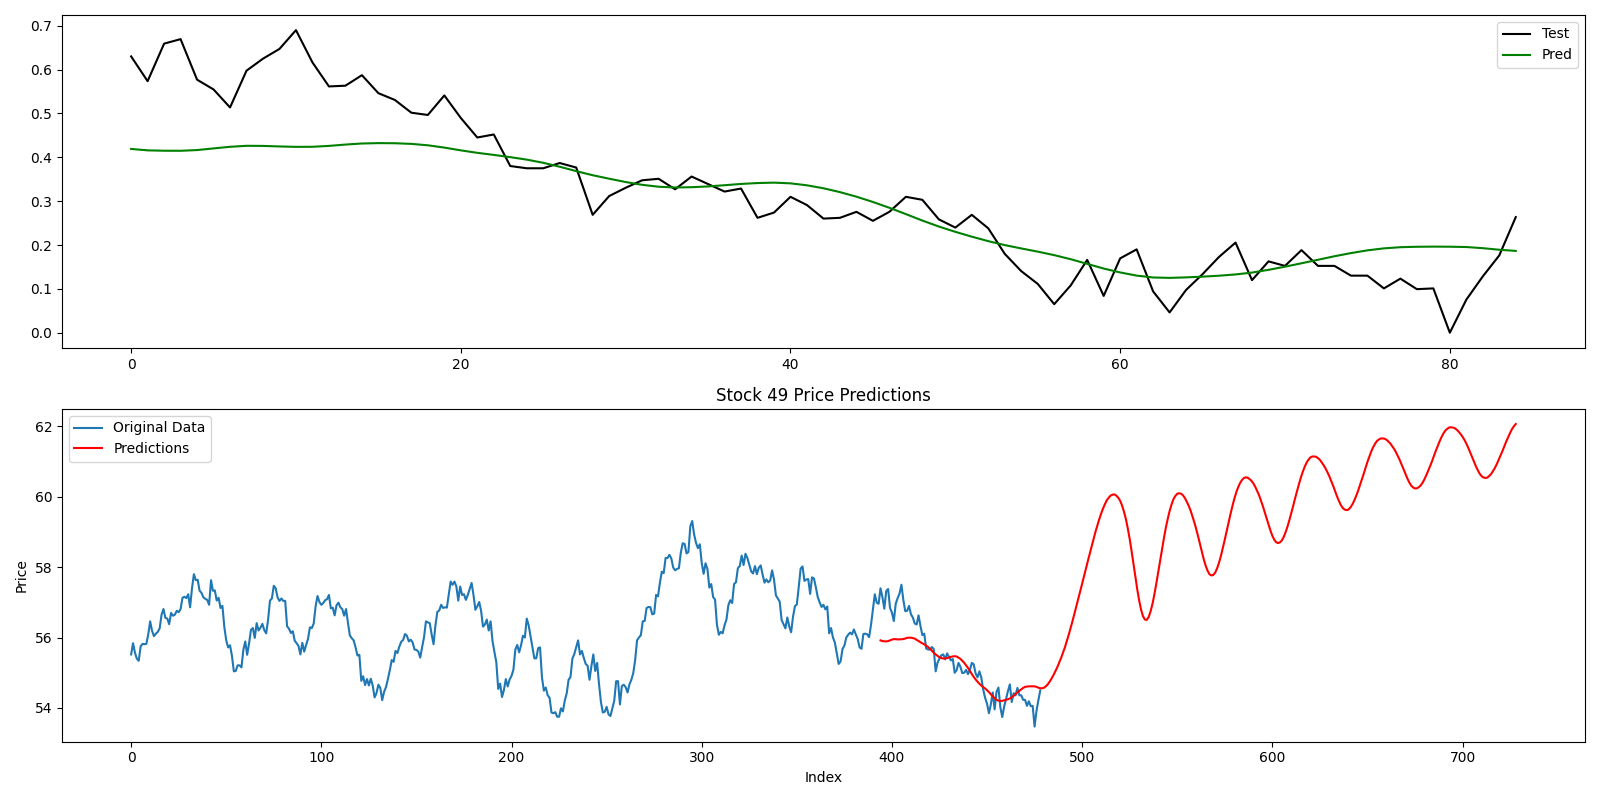 0.7
0.6
0.5
0.4
0.3
0.2
0.1
0.0
Test
Pred
0 20 40 60 80
Stock 49 Price Predictions
Original Data
Predictions
Price
62
60
58
56
54
0 100 200 300 400 500 600 700
Index